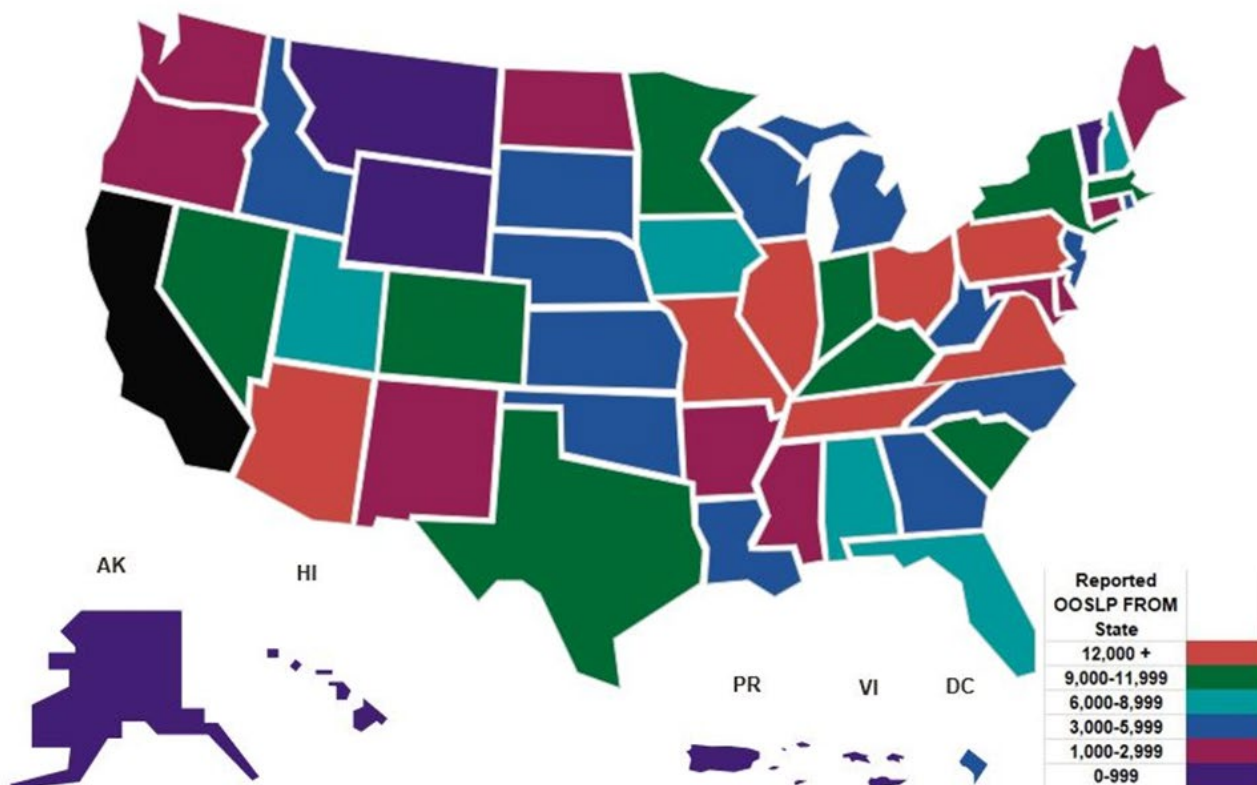 AK
HI
PR
VI
DC
Reported
OOSLP FROM
State
12,000 +
9,000-11,999
6,000-8,999
3,000-5,999
1,000-2,999
0-999